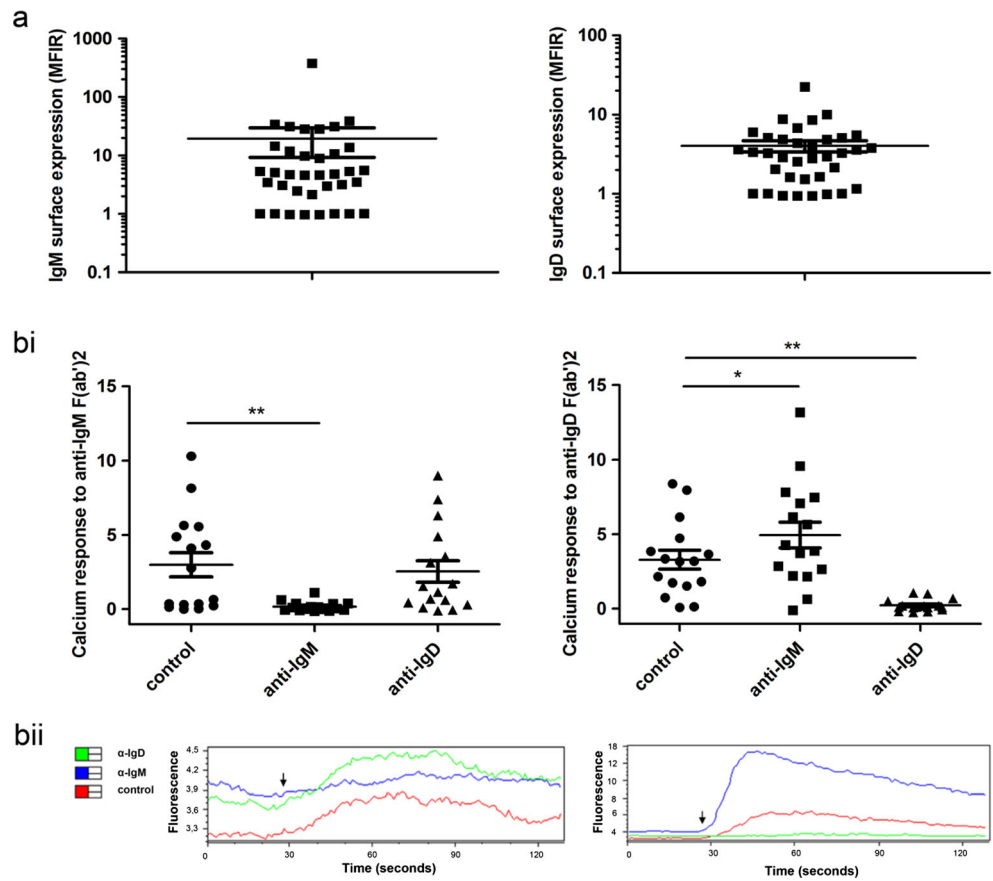 a
IgM surface expression (MFIR)
1000
100
10
1
0.1
IgD surface expression (MFIR)
100
10
1
0.1
bi
Calcium response to anti-IgM F(ab')2
15
10
5
0
**
control
anti-IgM
anti-IgD
Calcium response to anti-IgD F(ab')2
15
10
5
0
**
*
control
anti-IgM
anti-IgD
bii
α-IgD
α-IgM
control
Fluorescence
4,5
4.2
3.9
3.6
3.3
0 30 60 90 120
Time (seconds)
Fluorescence
18
12
10
8
6
4
0 30 60 90 120
Time (seconds)